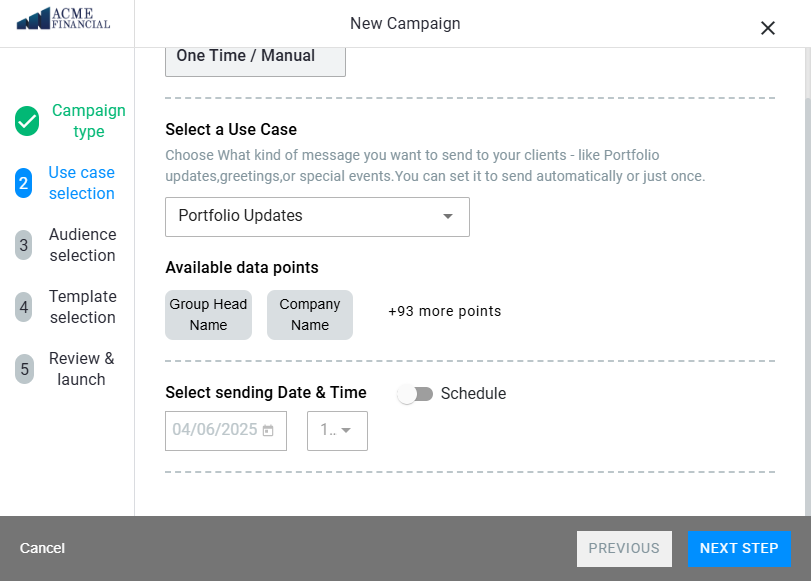 ACME
FINANCIAL
New Campaign
One Time / Manual
Campaign
type
2
Use case
selection
3
Audience
selection
4
Template
selection
5
Review &
launch
Select a Use Case
Choose What kind of message you want to send to your clients - like Portfolio
updates,greetings,or special events.You can set it to send automatically or just once.
Portfolio Updates
Available data points
Group Head
Name
Company
Name
+93 more points
Select sending Date & Time
Schedule
04/06/2025
1..
Cancel
PREVIOUS
NEXT STEP